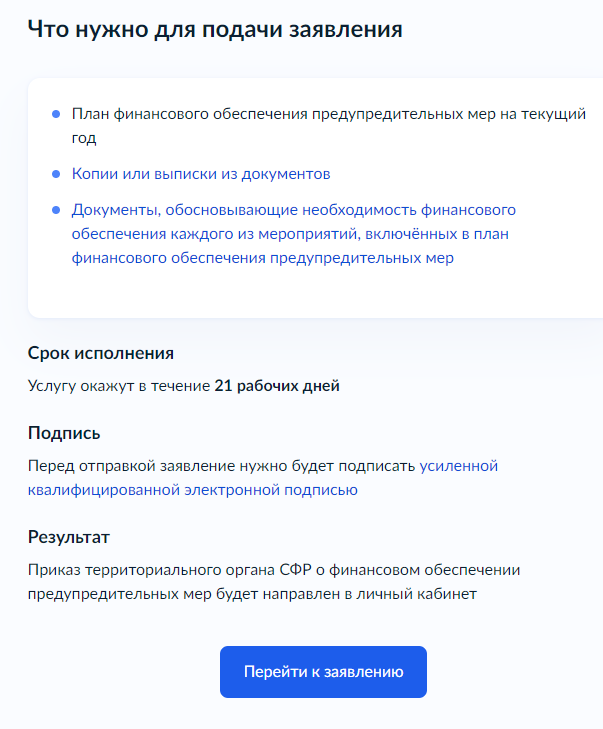 Что нужно для подачи заявления
План финансового обеспечения предупредительных мер на текущий
год
Копии или выписки из документов
Документы, обосновывающие необходимость финансового
обеспечения каждого из мероприятий, включённых в план
финансового обеспечения предупредительных мер
Срок исполнения
Услугу окажут в течение 21 рабочих дней
Подпись
Перед отправкой заявление нужно будет подписать усиленной
квалифицированной электронной подписью
Результат
Приказ территориального органа СФР о финансовом обеспечении
предупредительных мер будет направлен в личный кабинет
Перейти к заявлению